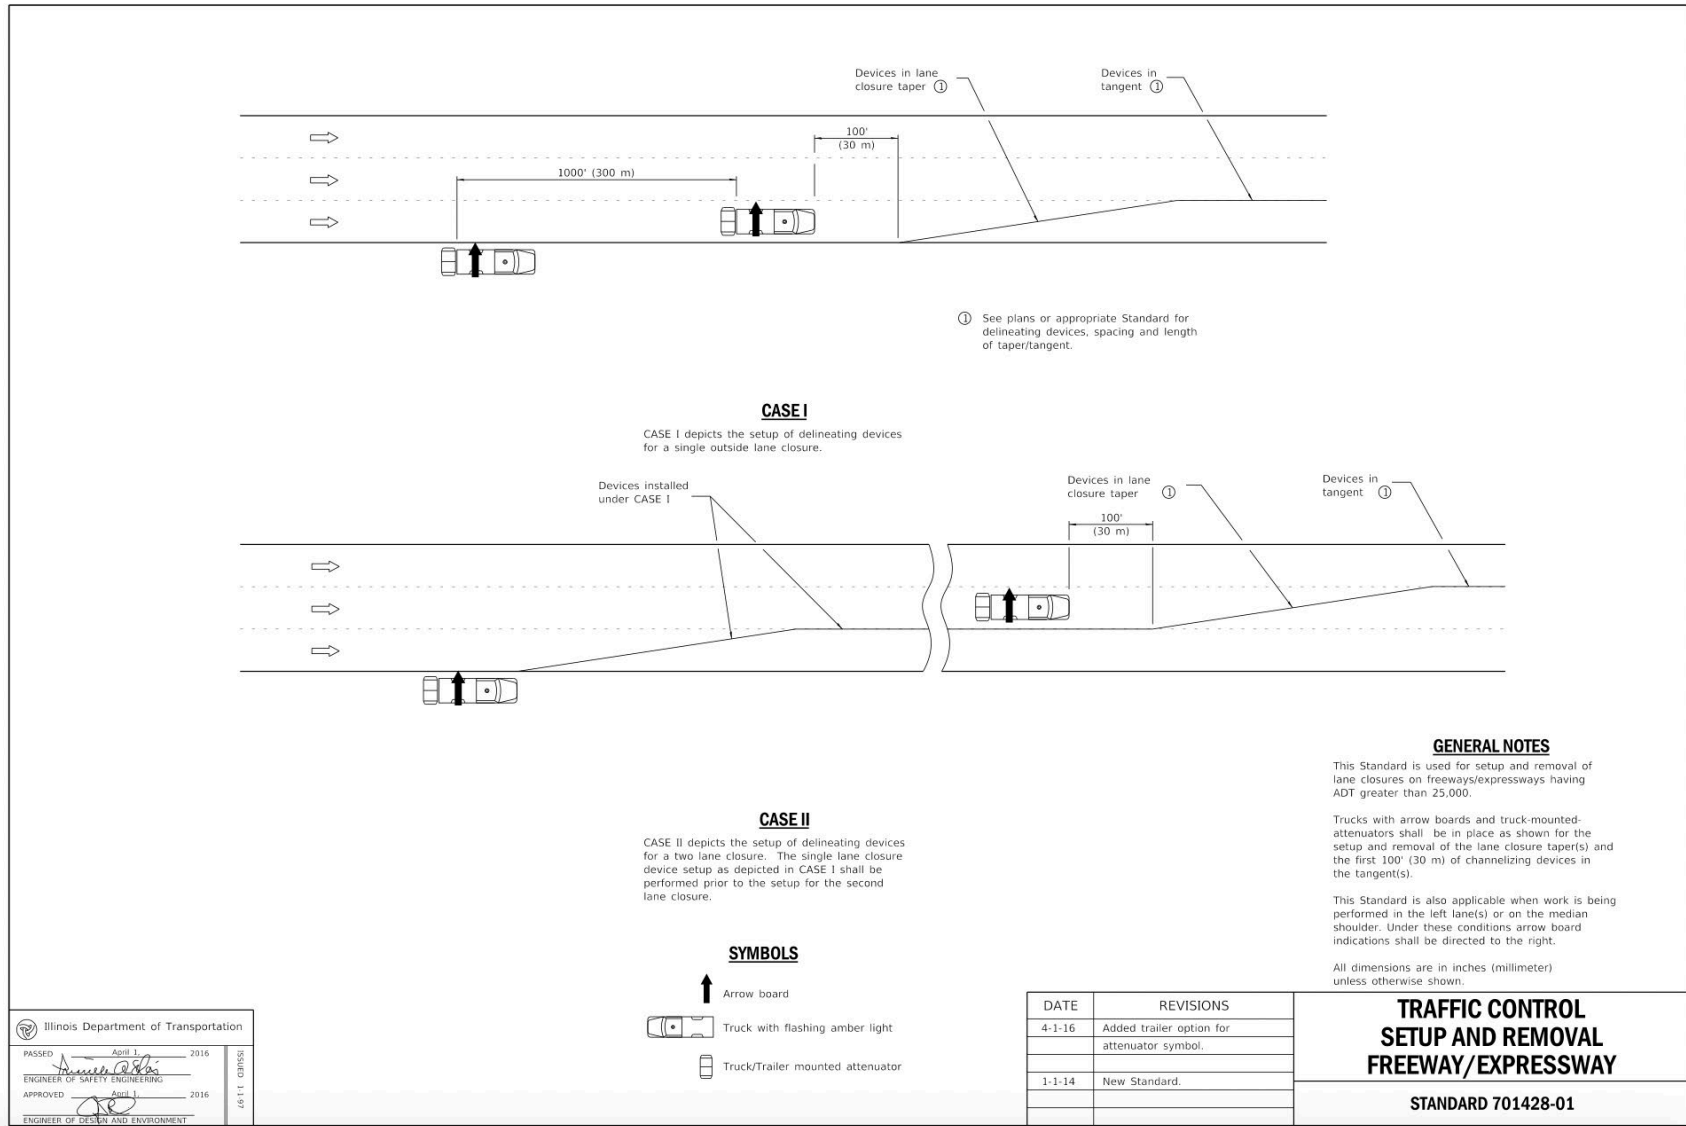 Devices in lane
closure taper ①
Devices in
tangent ①
100'
(30 m)
1000' (300 m)
① See plans or appropriate Standard for
delineating devices, spacing and length
of taper/tangent.
CASE I
CASE I depicts the setup of delineating devices
for a single outside lane closure.
Devices installed
under CASE I
Devices in lane
closure taper ①
Devices in
tangent ①
100'
(30 m)
CASE II
CASE II depicts the setup of delineating devices
for a two lane closure. The single lane closure
device setup as depicted in CASE I shall be
performed prior to the setup for the second
lane closure.
SYMBOLS
Arrow board
Truck with flashing amber light
Truck/Trailer mounted attenuator
GENERAL NOTES
This Standard is used for setup and removal of
lane closures on freeways/expressways having
ADT greater than 25,000.
Trucks with arrow boards and truck-mounted-
attenuators shall be in place as shown for the
setup and removal of the lane closure taper(s) and
the first 100' (30 m) of channelizing devices in
the tangent(s).
This Standard is also applicable when work is being
performed in the left lane(s) or on the median
shoulder. Under these conditions arrow board
indications shall be directed to the right.
All dimensions are in inches (millimeter)
unless otherwise shown.
Illinois Department of Transportation
PASSED April 1, 2016
ENGINEER OF SAFETY ENGINEERING
APPROVED April 1, 2016
ENGINEER OF DESIGN AND ENVIRONMENT
ISSUED 1-1-97
DATE REVISIONS
4-1-16 Added trailer option for
attenuator symbol.
1-1-14 New Standard.
TRAFFIC CONTROL
SETUP AND REMOVAL
FREEWAY/EXPRESSWAY
STANDARD 701428-01